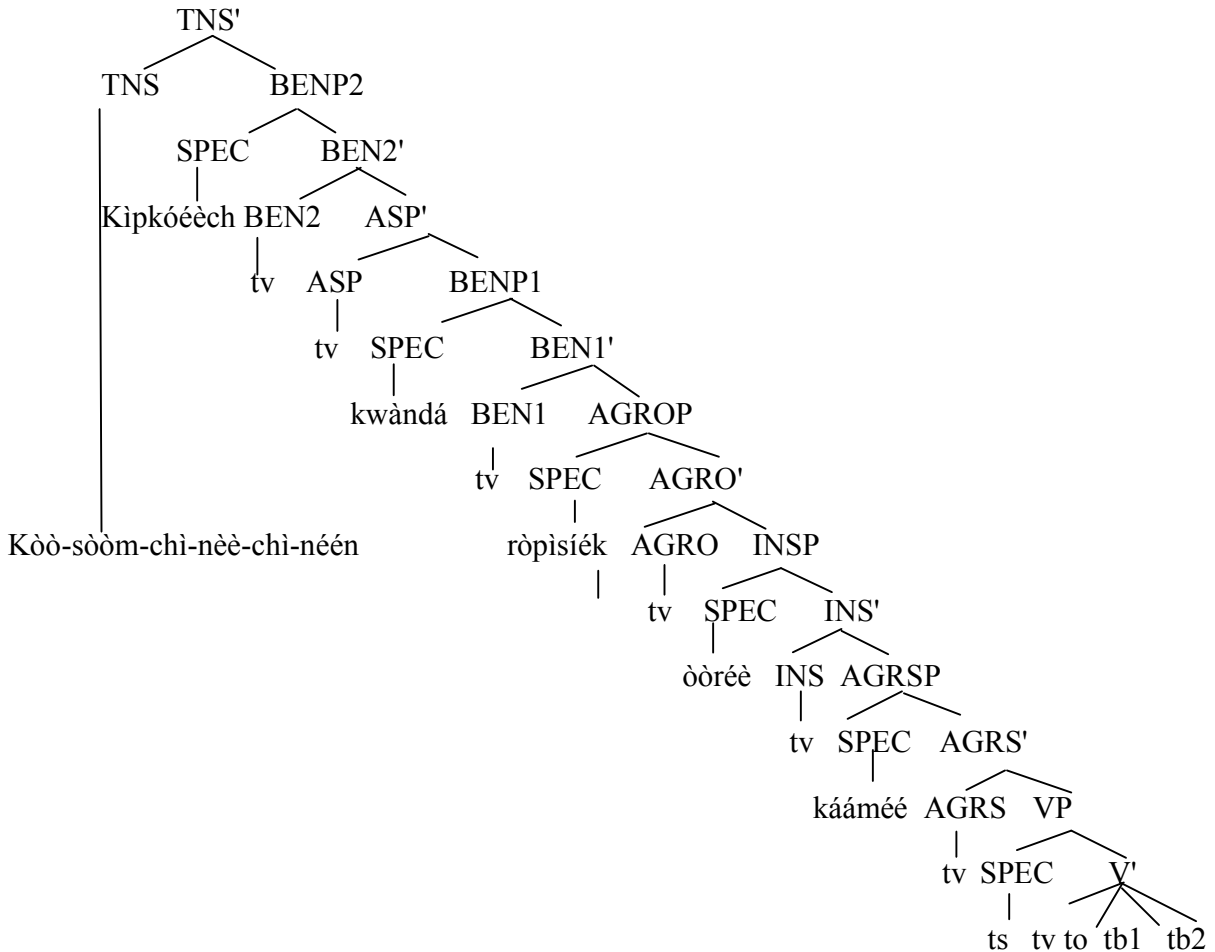 TNS'
TNS BENP2
SPEC BEN2'
Kìpkóéèch BEN2 ASP'
tv ASP BENP1
tv SPEC BEN1'
kwàndá BEN1 AGROP
tv SPEC AGRO'
Kòò-sòòm-chì-nèè-chì-néén ròpìsíék AGRO INSP
tv SPEC INS'
òòréè INS AGRSP
tv SPEC AGRS'
káámée AGRS VP
tv SPEC V'
ts tv to tb1 tb2